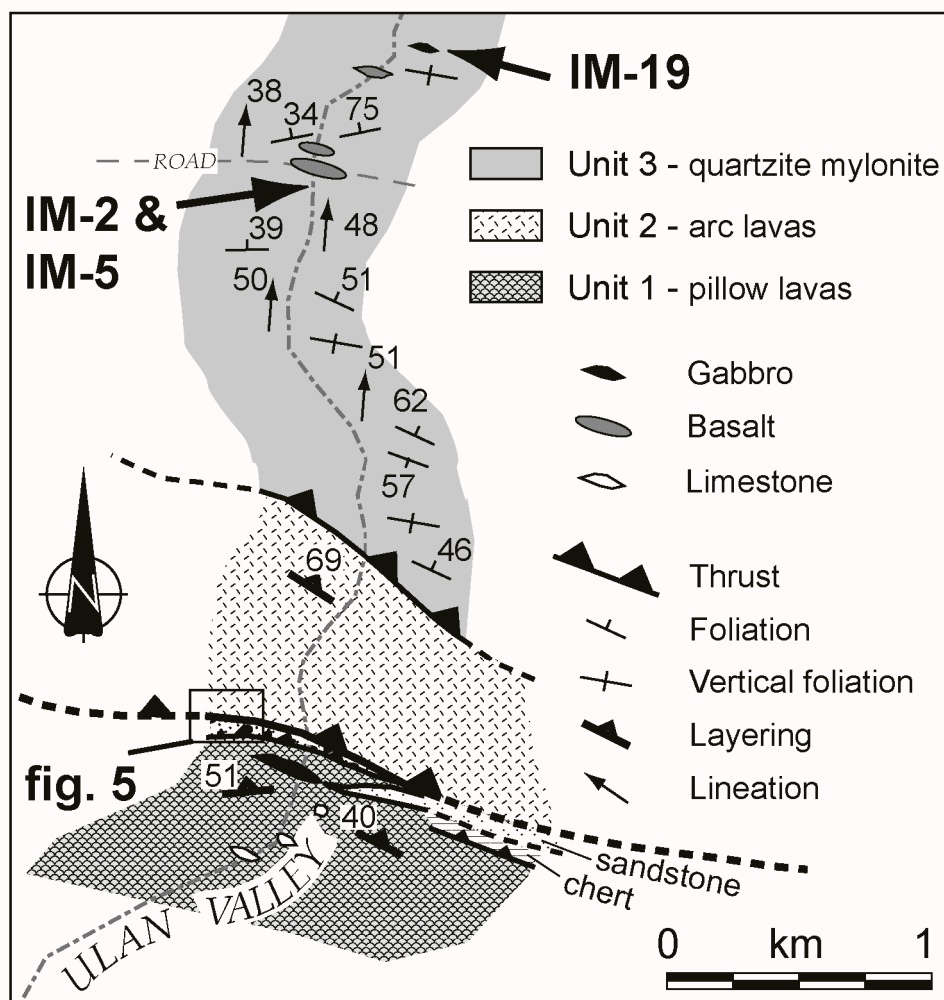 IM-19
38
34
75
ROAD
IM-2 &
IM-5
39
48
50
51
51
62
57
46
69
N
fig. 5
51
40
ULAN VALLEY
sandstone
chert
Unit 3 - quartzite mylonite
Unit 2 - arc lavas
Unit 1 - pillow lavas
Gabbro
Basalt
Limestone
Thrust
Foliation
Vertical foliation
Layering
Lineation
0 km 1